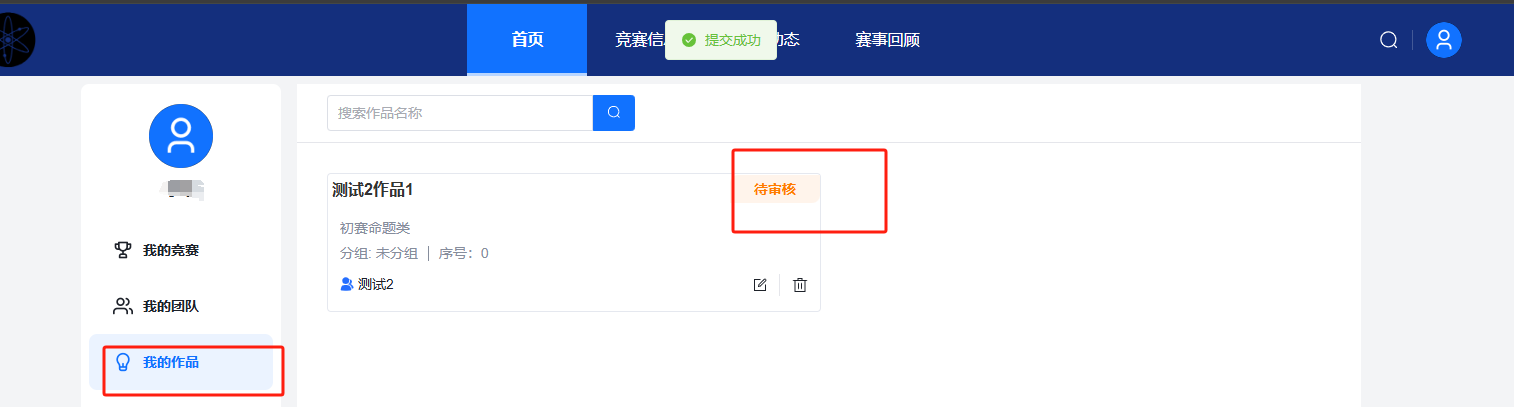 首页
竞赛信
提交成功
动态
赛事回顾
搜索作品名称
测试2作品1
待审核
初赛命题类
分组: 未分组 | 序号：0
测试2
我的竞赛
我的团队
我的作品